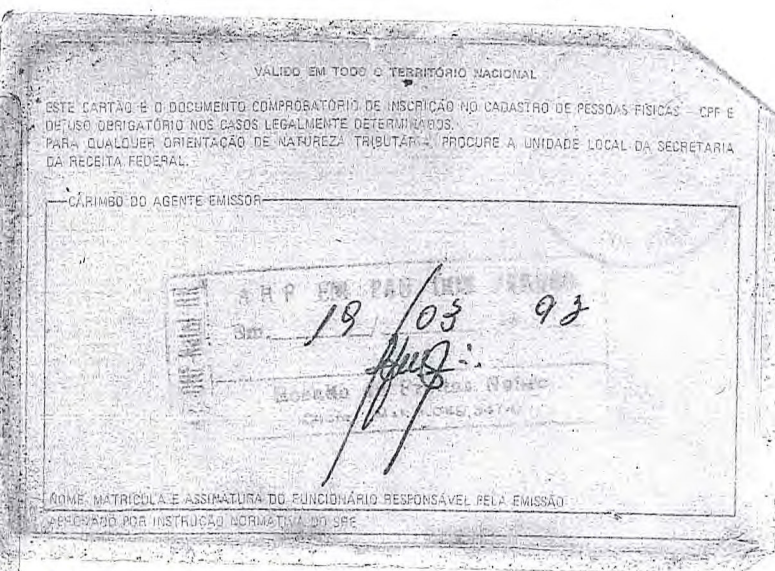 VÁLIDO EM TODO O TERRITÓRIO NACIONAL
ESTE CARTÃO É O DOCUMENTO COMPROBATÓRIO DE INSCRIÇÃO NO CADASTRO DE PESSOAS FÍSICAS - CPF E
DE USO OBRIGATÓRIO NOS CASOS LEGALMENTE DETERMINADOS.
PARA QUALQUER ORIENTAÇÃO DE NATUREZA TRIBUTÁRIA, PROCURE A UNIDADE LOCAL DA SECRETARIA
DA RECEITA FEDERAL.
CARIMBO DO AGENTE EMISSOR
A R F EM
Em. 19 / 03 93
NOME, MATRÍCULA E ASSINATURA DO FUNCIONÁRIO RESPONSÁVEL PELA EMISSÃO
APROVADO POR INSTRUÇÃO NORMATIVA DO SRF